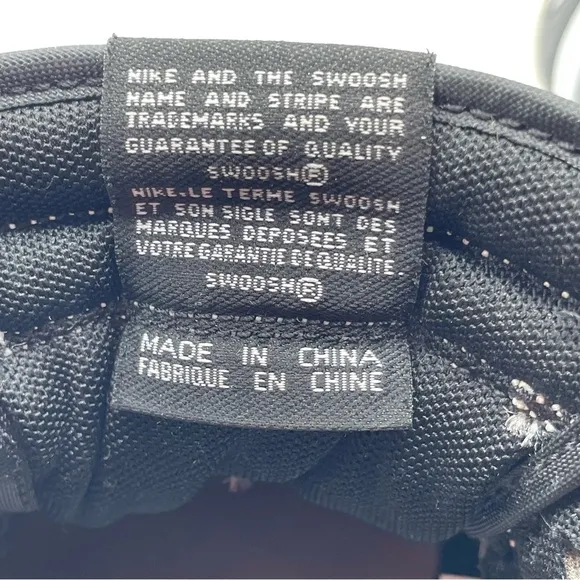 NIKE AND THE SWOOSH
NAME AND STRIPE ARE
TRADEMARKS AND YOUR
GUARANTEE OF QUALITY
SWOOSH®
NIKE.LE TERME SWOOSH
ET SON SIGLE SONT DES
MARQUES DEPOSEES ET
VOTRE GARANTIE DE QUALITE.
SWOOSH®
MADE IN CHINA
FABRIQUE EN CHINE